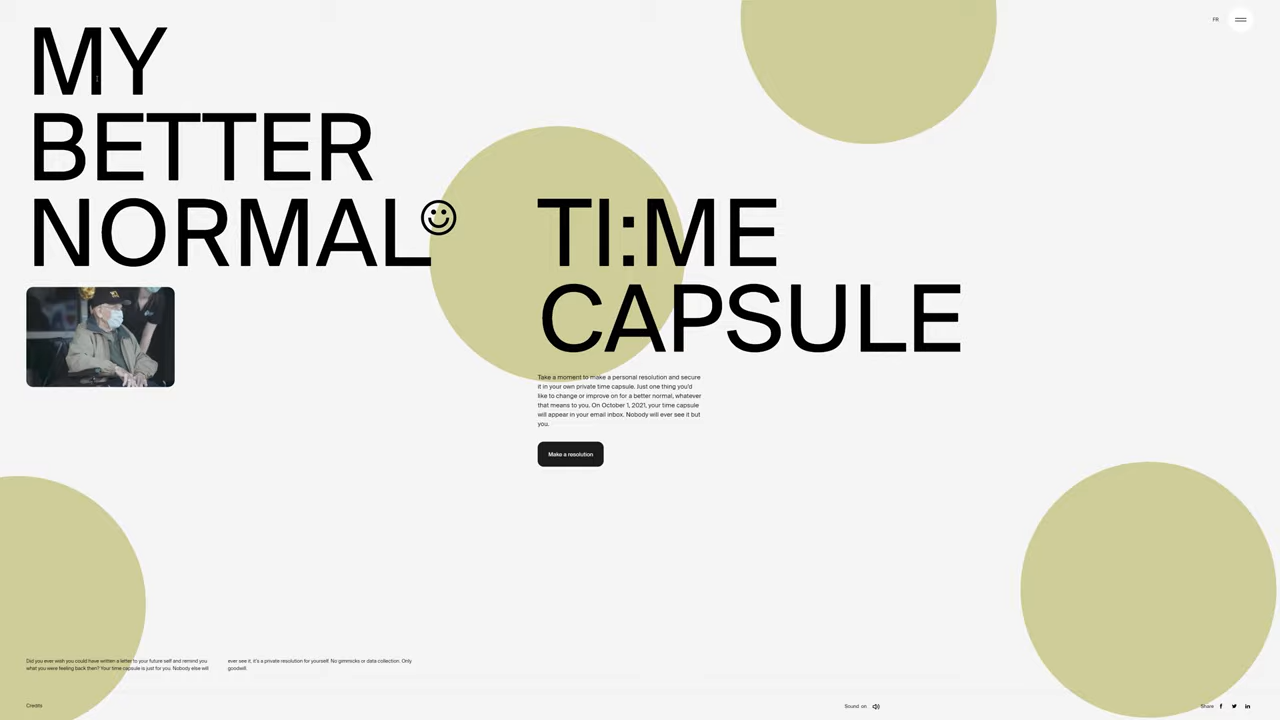 FR
MY
BETTER
NORMAL
TI:ME
CAPSULE
Take a moment to make a personal resolution and secure
it in your own private time capsule. Just one thing you'd
like to change or improve on for a better normal, whatever
that means to you. On October 1, 2021, your time capsule
will appear in your email inbox. Nobody will ever see it but
you.
Make a resolution
Did you ever wish you could have written a letter to your future self and remind you
what you were feeling back then? Your time capsule is just for you. Nobody else will
ever see it; it's a private resolution for yourself. No gimmicks or data collection. Only
goodwill.
Credits
Sound on
Share